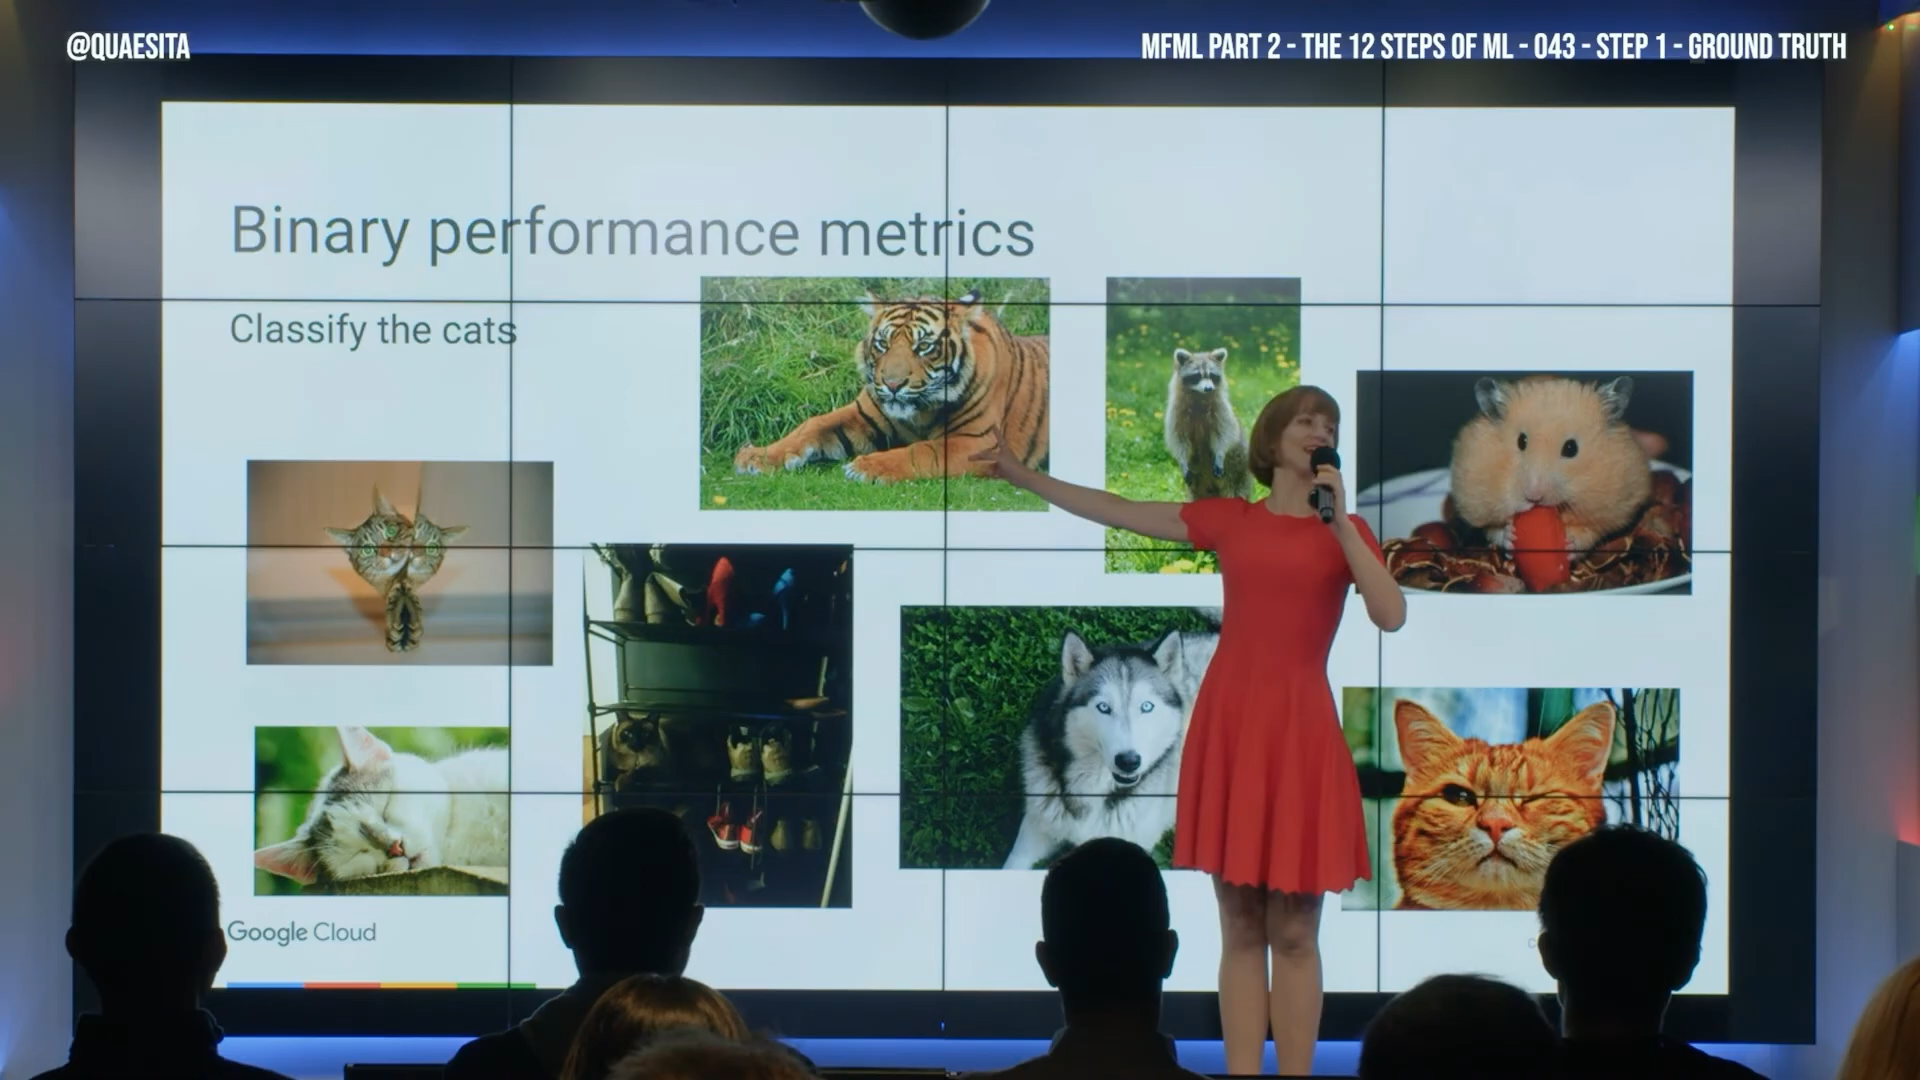 @QUAESITA
MFML PART 2 - THE 12 STEPS OF ML - 043 - STEP 1 - GROUND TRUTH
Binary performance metrics
Classify the cats
Google Cloud